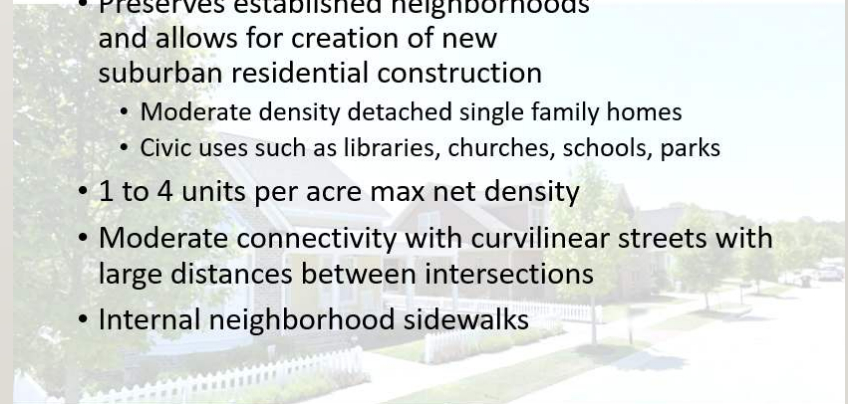 • Preserves established neighborhoods
and allows for creation of new
suburban residential construction
• Moderate density detached single family homes
• Civic uses such as libraries, churches, schools, parks
• 1 to 4 units per acre max net density
• Moderate connectivity with curvilinear streets with
large distances between intersections
• Internal neighborhood sidewalks